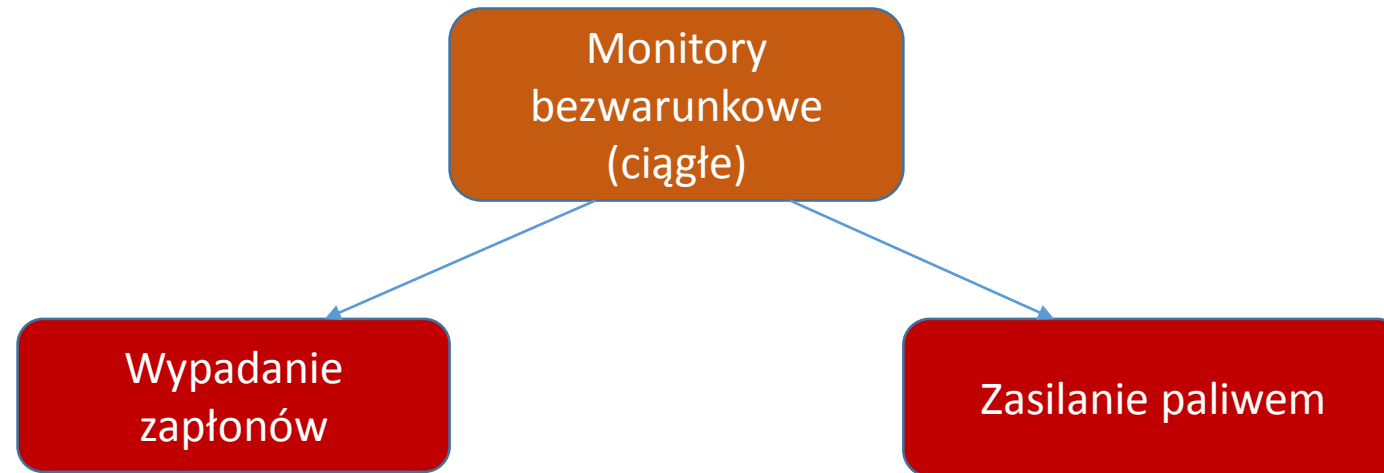 Monitory
bezwarunkowe
(ciągłe)
Wypadanie
zapłonów
Zasilanie paliwem